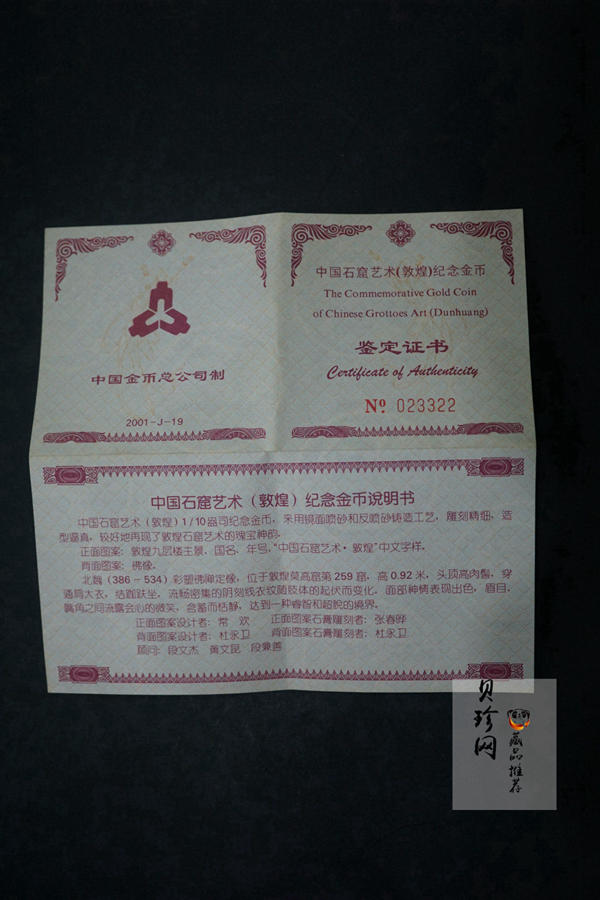 中国金币总公司制
2001-J-19
中国石窟艺术(敦煌)纪念金币
The Commemorative Gold Coin
of Chinese Grottoes Art (Dunhuang)
鉴定证书
Certificate of Authenticity
Nº 023322
中国石窟艺术（敦煌）纪念金币说明书
中国石窟艺术（敦煌）1/10盎司纪念金币，采用镜面喷砂和反喷砂铸造工艺，雕刻精细，造
型逼真，较好地再现了敦煌石窟艺术的瑰宝神韵。
正面图案：敦煌九层楼主景，国名、年号，“中国石窟艺术·敦煌”中文字样。
背面图案：佛像。
北魏（386-534）彩塑佛禅定像，位于敦煌莫高窟第259窟，高0.92米，头顶高肉髻，穿
通肩大衣，结跏趺坐，流畅密集的阴刻线衣纹随肢体的起伏而变化，面部神情表现出色，眉目、
嘴角之间流露会心的微笑，含蓄而恬静，达到一种睿智和超脱的境界。
正面图案设计者：常 欢 正面图案石膏雕刻者：张春晔
背面图案设计者：杜永卫 背面图案石膏雕刻者：杜永卫
顾问：段文杰 黄文昆 段兼善
贝珍网
藏品推荐